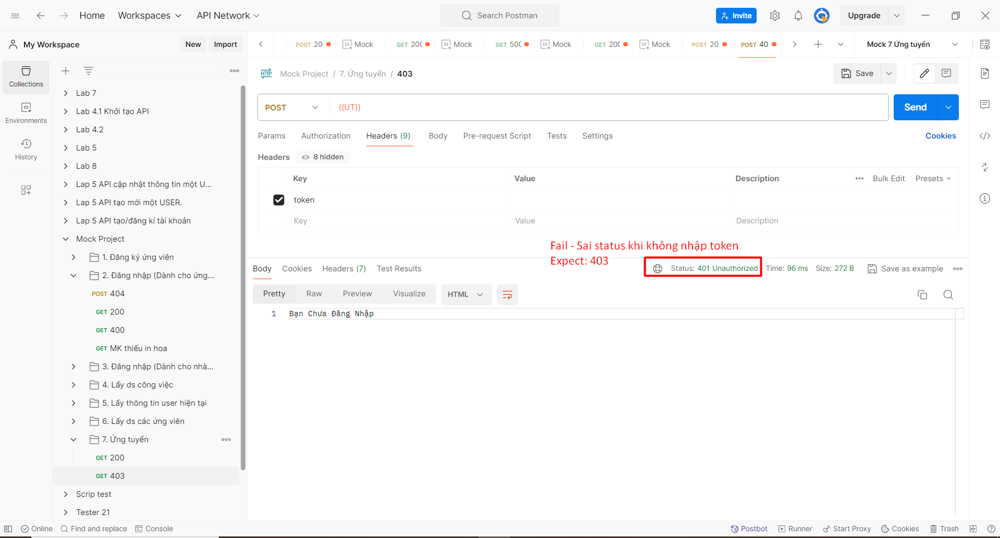 Home Workspaces API Network Search Postman Invite Upgrade
My Workspace New Import POST 20 Mock GET 200 Mock GET 500 Mock GET 200 Mock POST 20 POST 40 Mock 7 Ứng tuyển
Collections
Environments
History
Lab 7
Lab 4.1 Khởi tạo API
Lab 4.2
Lab 5
Lab 8
Lap 5 API cập nhật thông tin một U...
Lap 5 API tạo mới một USER.
Lap 5 API tạo/đăng kí tài khoản
Mock Project
1. Đăng ký ứng viên
2. Đăng nhập (Dành cho ứng...
POST 404
GET 200
GET 400
GET MK thiếu in hoa
3. Đăng nhập (Dành cho nhà...
4. Lấy ds công việc
5. Lấy thông tin user hiện tại
6. Lấy ds các ứng viên
7. Ứng tuyển
GET 200
GET 403
Scrip test
Tester 21
HTTP Mock Project / 7. Ứng tuyển / 403 Save
POST {{UT}} Send
Params Authorization Headers (9) Body Pre-request Script Tests Settings Cookies
Headers 8 hidden
Key Value Description Bulk Edit Presets
token
Key Value Description
Fail - Sai status khi không nhập token
Expect: 403
Body Cookies Headers (7) Test Results Status: 401 Unauthorized Time: 96 ms Size: 272 B Save as example
Pretty Raw Preview Visualize HTML
1 Bạn Chưa Đăng Nhập
Online Find and replace Console Postbot Runner Start Proxy Cookies Trash